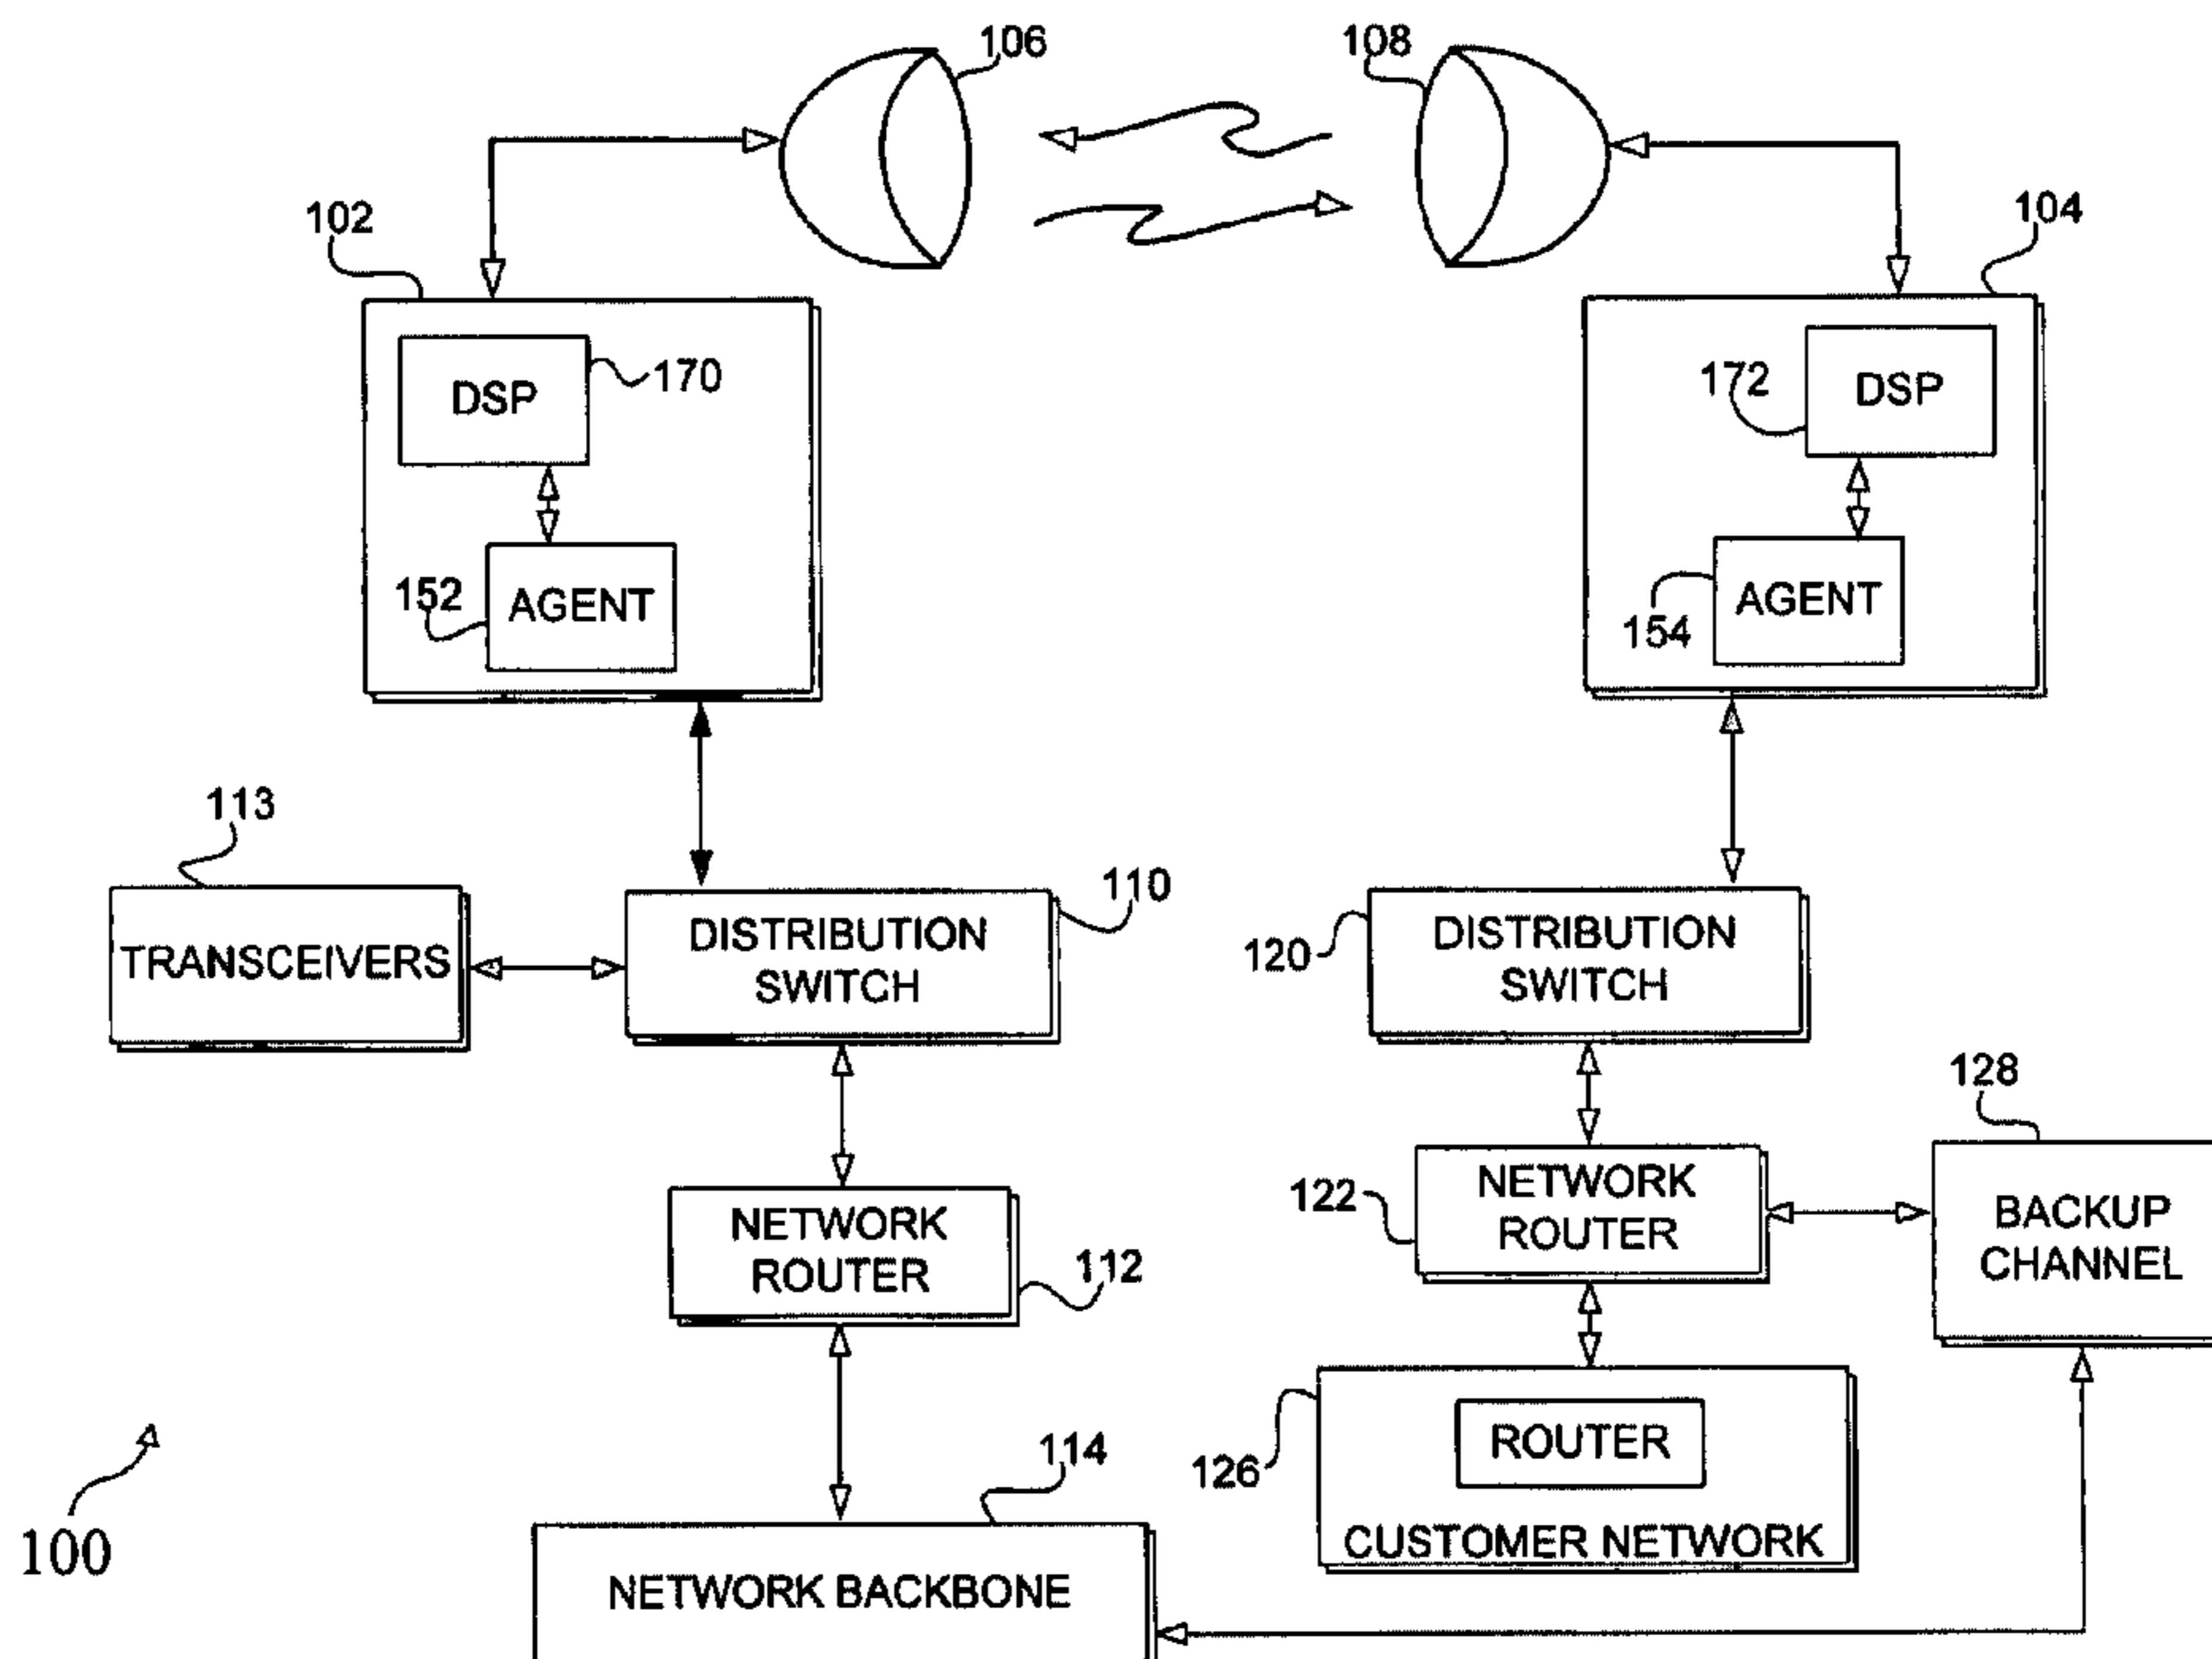 106
108
102
104
DSP
170
172
DSP
152
AGENT
154
AGENT
113
110
TRANSCEIVERS
DISTRIBUTION
SWITCH
120
DISTRIBUTION
SWITCH
128
NETWORK
ROUTER
112
122
NETWORK
ROUTER
BACKUP
CHANNEL
114
126
ROUTER
CUSTOMER NETWORK
100
NETWORK BACKBONE